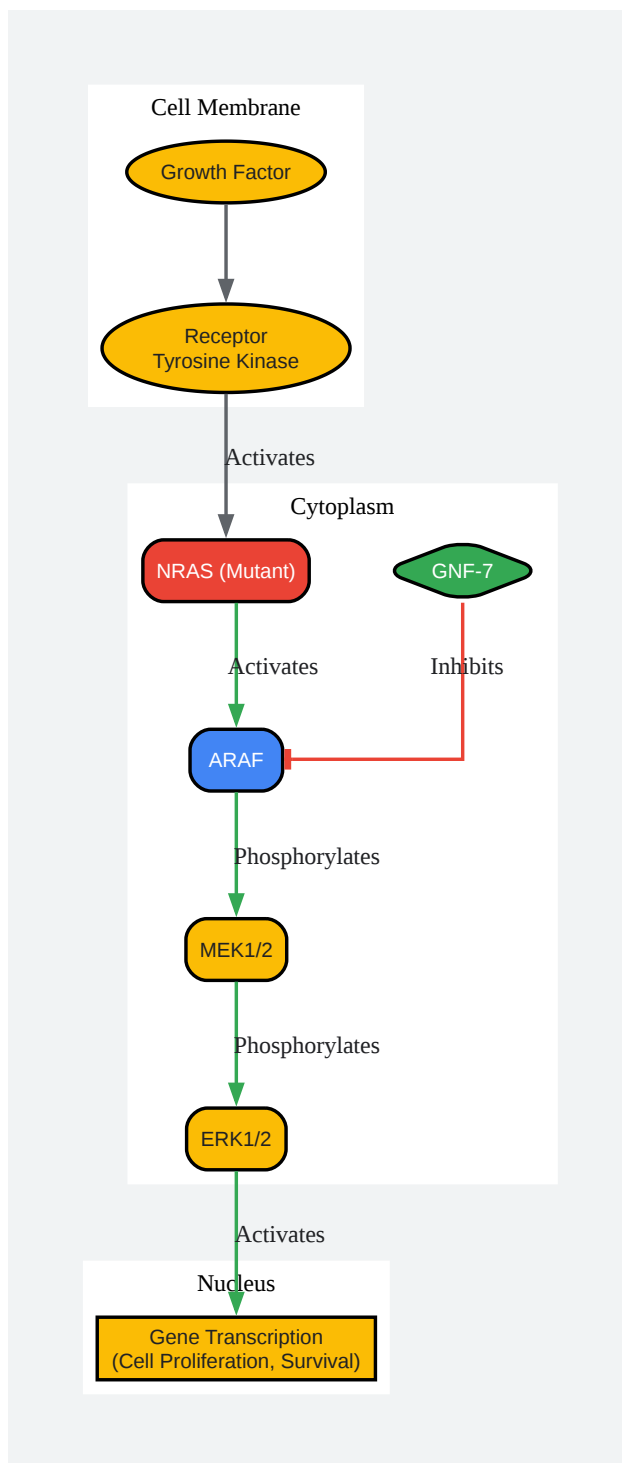 Cell Membrane
Growth Factor
Receptor
Tyrosine Kinase
Activates
Cytoplasm
NRAS (Mutant)
GNF-7
Activates
Inhibits
ARAF
Phosphorylates
MEK1/2
Phosphorylates
ERK1/2
Activates
Nucleus
Gene Transcription
(Cell Proliferation, Survival)